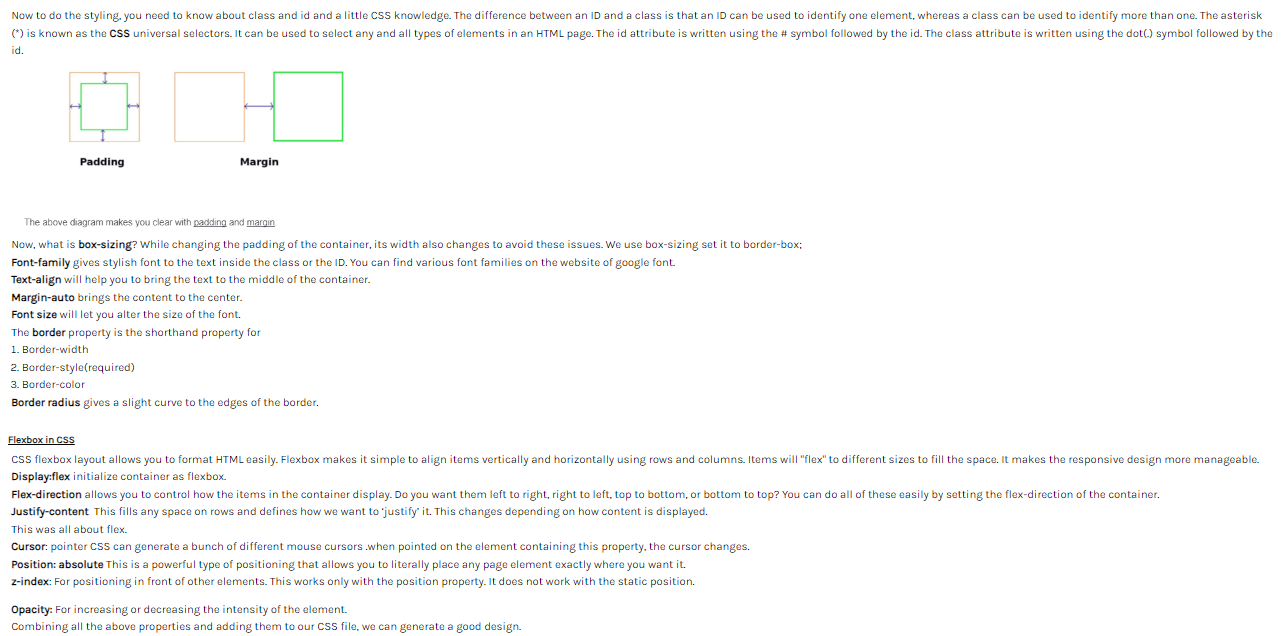 Now to do the styling, you need to know about class and id and a little CSS knowledge. The difference between an ID and a class is that an ID can be used to identify one element, whereas a class can be used to identify more than one. The asterisk
(*) is known as the CSS universal selectors. It can be used to select any and all types of elements in an HTML page. The id attribute is written using the # symbol followed by the id. The class attribute is written using the dot(.) symbol followed by the
id.
Padding Margin
The above diagram makes you clear with padding and margin.
Now, what is box-sizing? While changing the padding of the container, its width also changes to avoid these issues. We use box-sizing set it to border-box;
Font-family gives stylish font to the text inside the class or the ID. You can find various font families on the website of google font.
Text-align will help you to bring the text to the middle of the container.
Margin-auto brings the content to the center.
Font size will let you alter the size of the font.
The border property is the shorthand property for
1. Border-width
2. Border-style(required)
3. Border-color
Border radius gives a slight curve to the edges of the border.
Flexbox in CSS
CSS flexbox layout allows you to format HTML easily. Flexbox makes it simple to align items vertically and horizontally using rows and columns. Items will "flex" to different sizes to fill the space. It makes the responsive design more manageable.
Display:flex initialize container as flexbox.
Flex-direction allows you to control how the items in the container display. Do you want them left to right, right to left, top to bottom, or bottom to top? You can do all of these easily by setting the flex-direction of the container.
Justify-content This fills any space on rows and defines how we want to ‘justify’ it. This changes depending on how content is displayed.
This was all about flex.
Cursor: pointer CSS can generate a bunch of different mouse cursors .when pointed on the element containing this property, the cursor changes.
Position: absolute This is a powerful type of positioning that allows you to literally place any page element exactly where you want it.
z-index: For positioning in front of other elements. This works only with the position property. It does not work with the static position.
Opacity: For increasing or decreasing the intensity of the element.
Combining all the above properties and adding them to our CSS file, we can generate a good design.